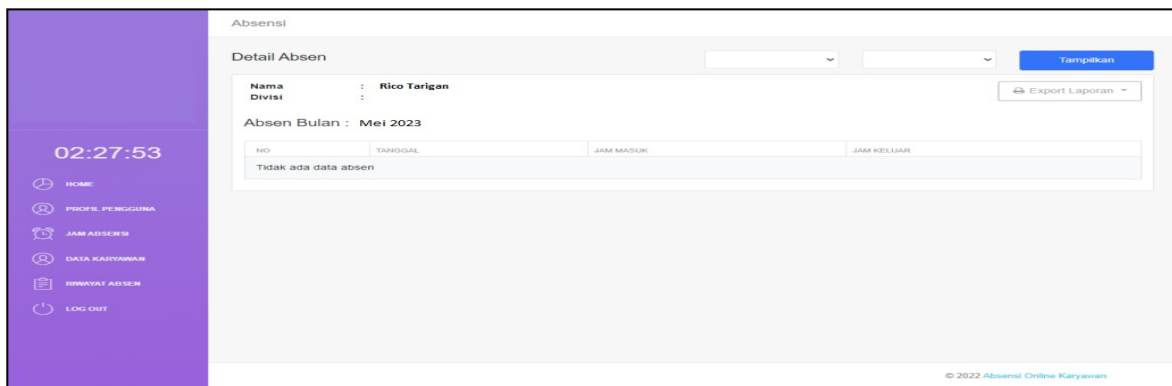 Absensi
Detail Absen
Tampilkan
Nama : Rico Tarigan
Divisi :
Export Laporan
Absen Bulan : Mei 2023
NO TANGGAL JAM MASUK JAM KELUAR
Tidak ada data absen
02:27:53
HOME
PROFIL PENGGUNA
JAM ABSENSI
DATA KARYAWAN
RIWAYAT ABSEN
LOG OUT
© 2022 Absensi Online Karyawan